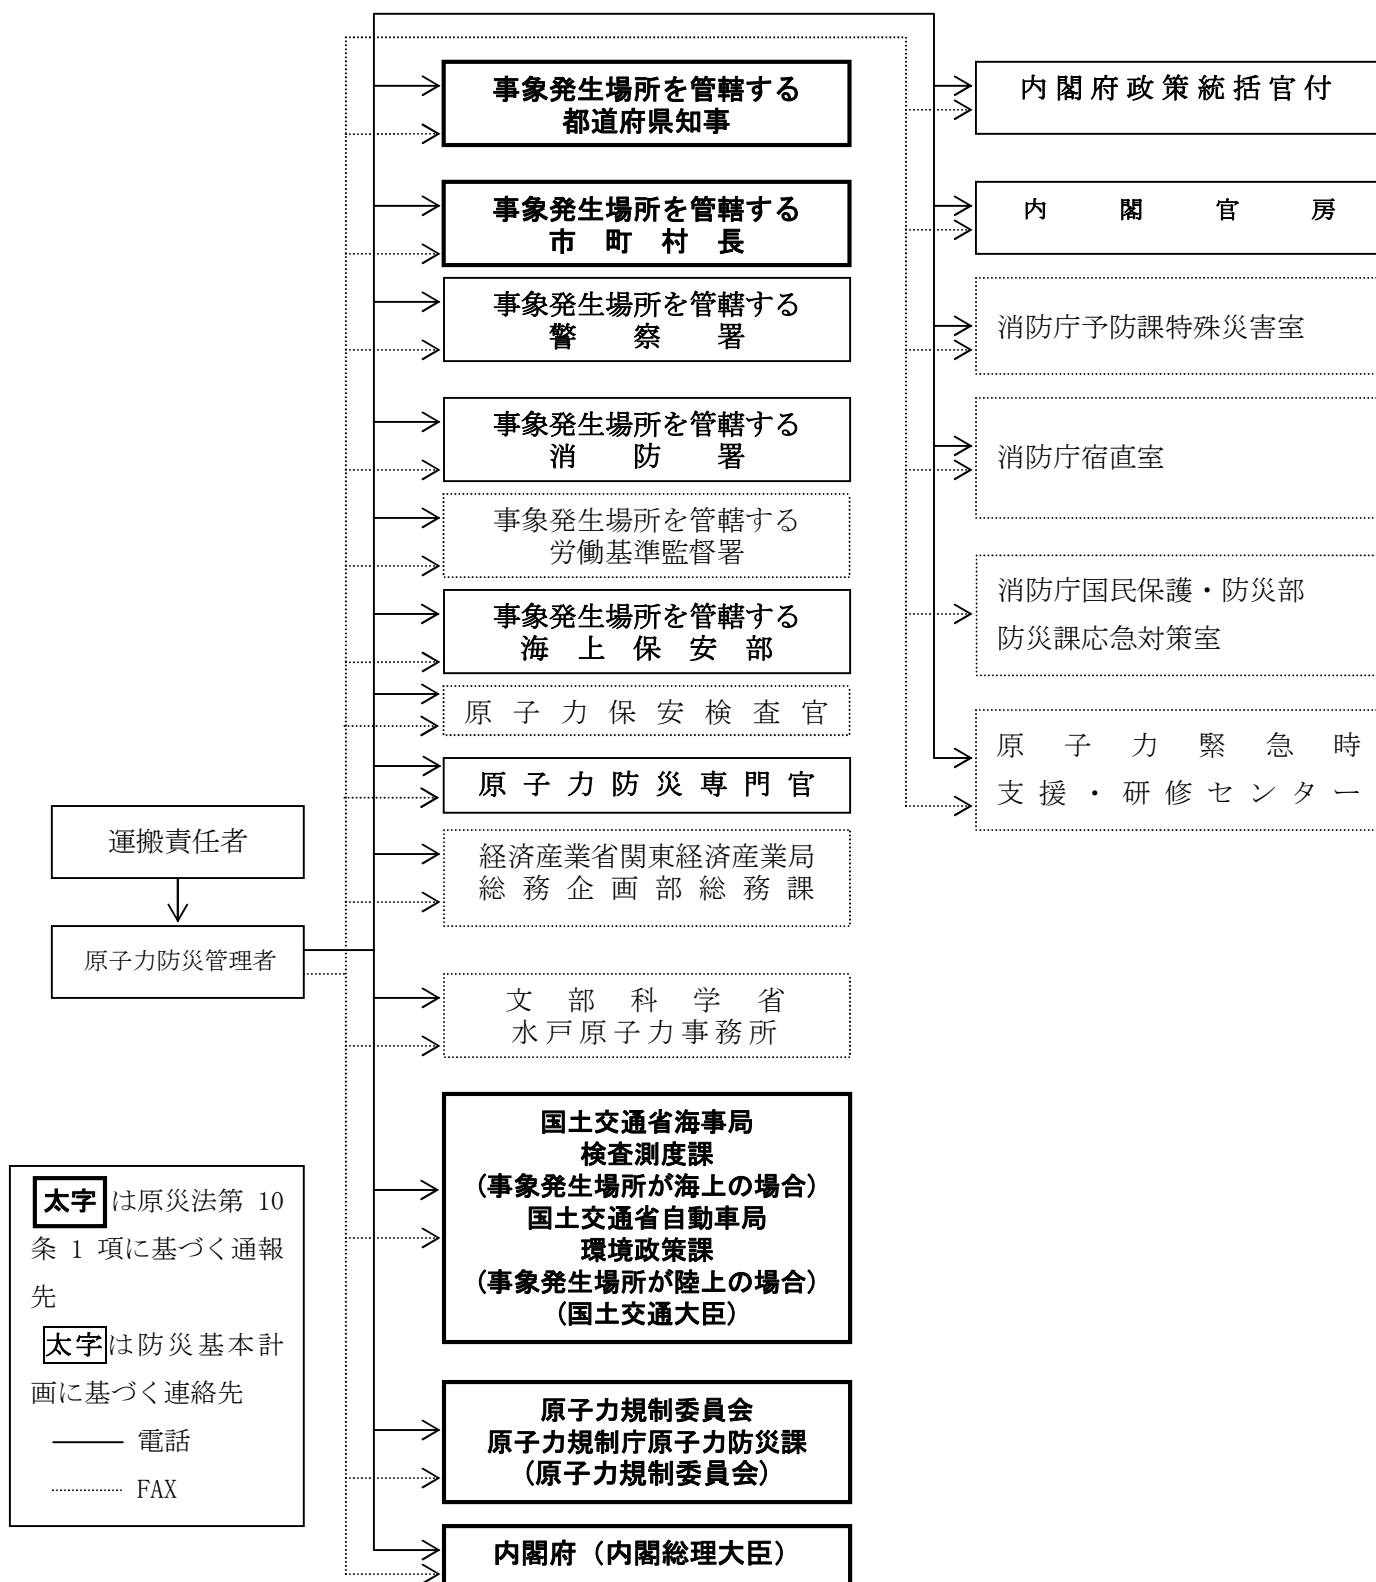 事象発生場所を管轄する
都道府県知事
事象発生場所を管轄する
市町村長
事象発生場所を管轄する
警察署
事象発生場所を管轄する
消防署
事象発生場所を管轄する
労働基準監督署
事象発生場所を管轄する
海上保安部
原子力保安検査官
原子力防災専門官
経済産業省関東経済産業局
総務企画部総務課
文部科学省
水戸原子力事務所
国土交通省海事局
検査測度課
(事象発生場所が海上の場合)
国土交通省自動車局
環境政策課
(事象発生場所が陸上の場合)
(国土交通大臣)
原子力規制委員会
原子力規制庁原子力防災課
(原子力規制委員会)
内閣府(内閣総理大臣)
内閣府政策統括官付
内閣官房
消防庁予防課特殊災害室
消防庁宿直室
消防庁国民保護・防災部
防災課応急対策室
原子力緊急時
支援・研修センター
運搬責任者
原子力防災管理者
太字は原災法第 10
条 1 項に基づく通報
先
太字は防災基本計
画に基づく連絡先
電話
FAX